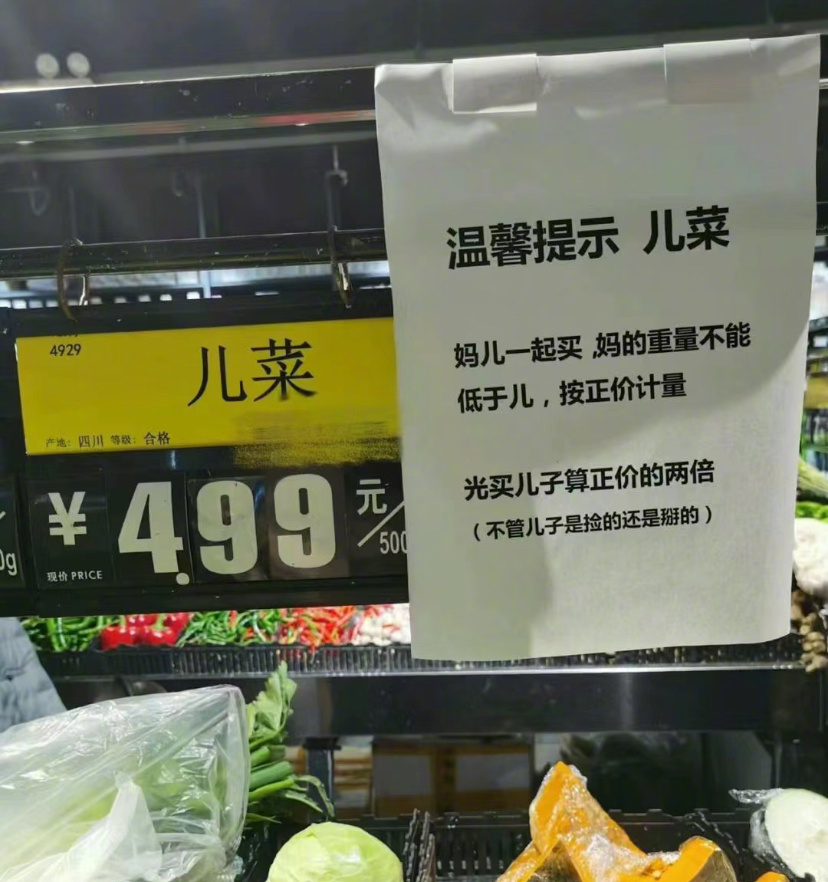 温馨提示 儿菜
妈儿一起买,妈的重量不能
低于儿，按正价计量
光买儿子算正价的两倍
（不管儿子是捡的还是掰的）
4929
儿菜
产地: 四川 等级: 合格
¥ 4.99 元/500
现价 PRICE
0g